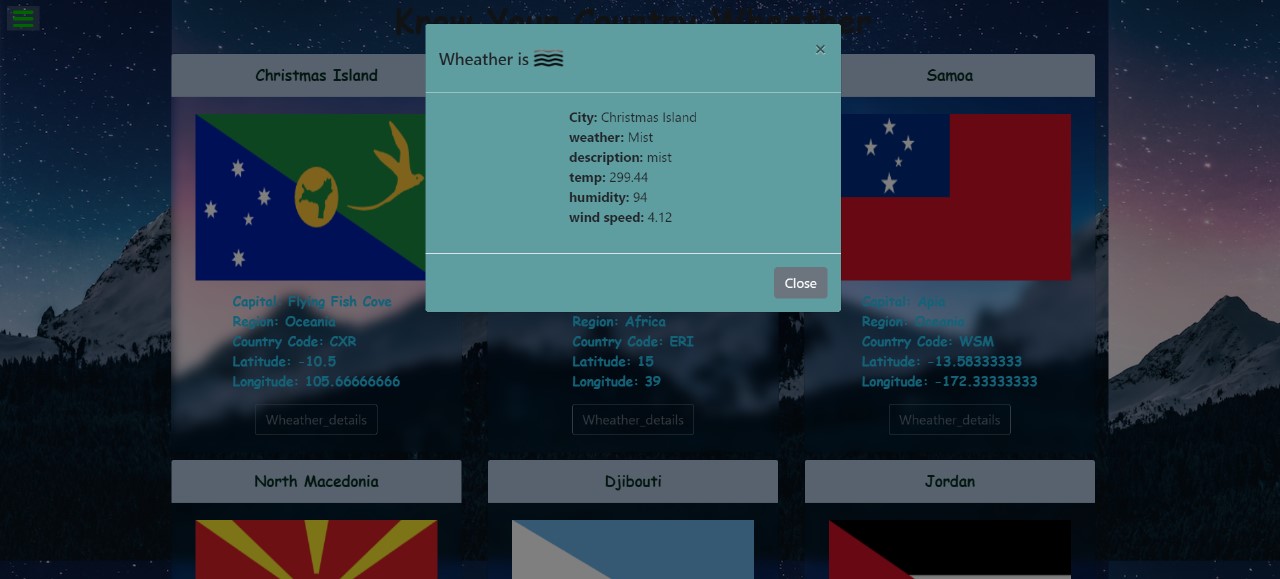 Know Your Country Wheather
Wheather is
×
City: Christmas Island
weather: Mist
description: mist
temp: 299.44
humidity: 94
wind speed: 4.12
Close
Christmas Island
Capital: Flying Fish Cove
Region: Oceania
Country Code: CXR
Latitude: -10.5
Longitude: 105.66666666
Wheather_details
Region: Africa
Country Code: ERI
Latitude: 15
Longitude: 39
Wheather_details
Samoa
Capital: Apia
Region: Oceania
Country Code: WSM
Latitude: -13.58333333
Longitude: -172.33333333
Wheather_details
North Macedonia
Djibouti
Jordan